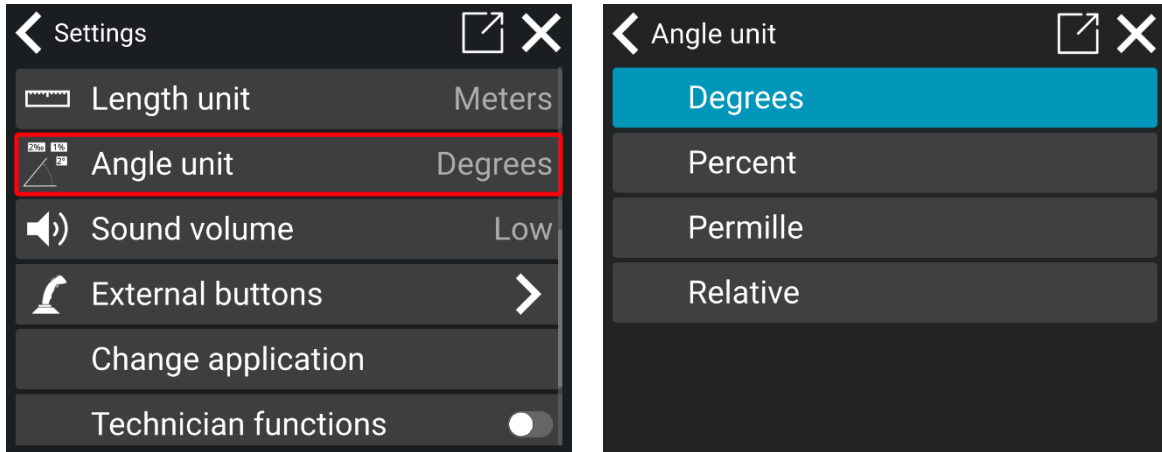 Settings
Length unit Meters
2‰ 1%
2°
Angle unit Degrees
Sound volume Low
External buttons
Change application
Technician functions
Angle unit
Degrees
Percent
Permille
Relative